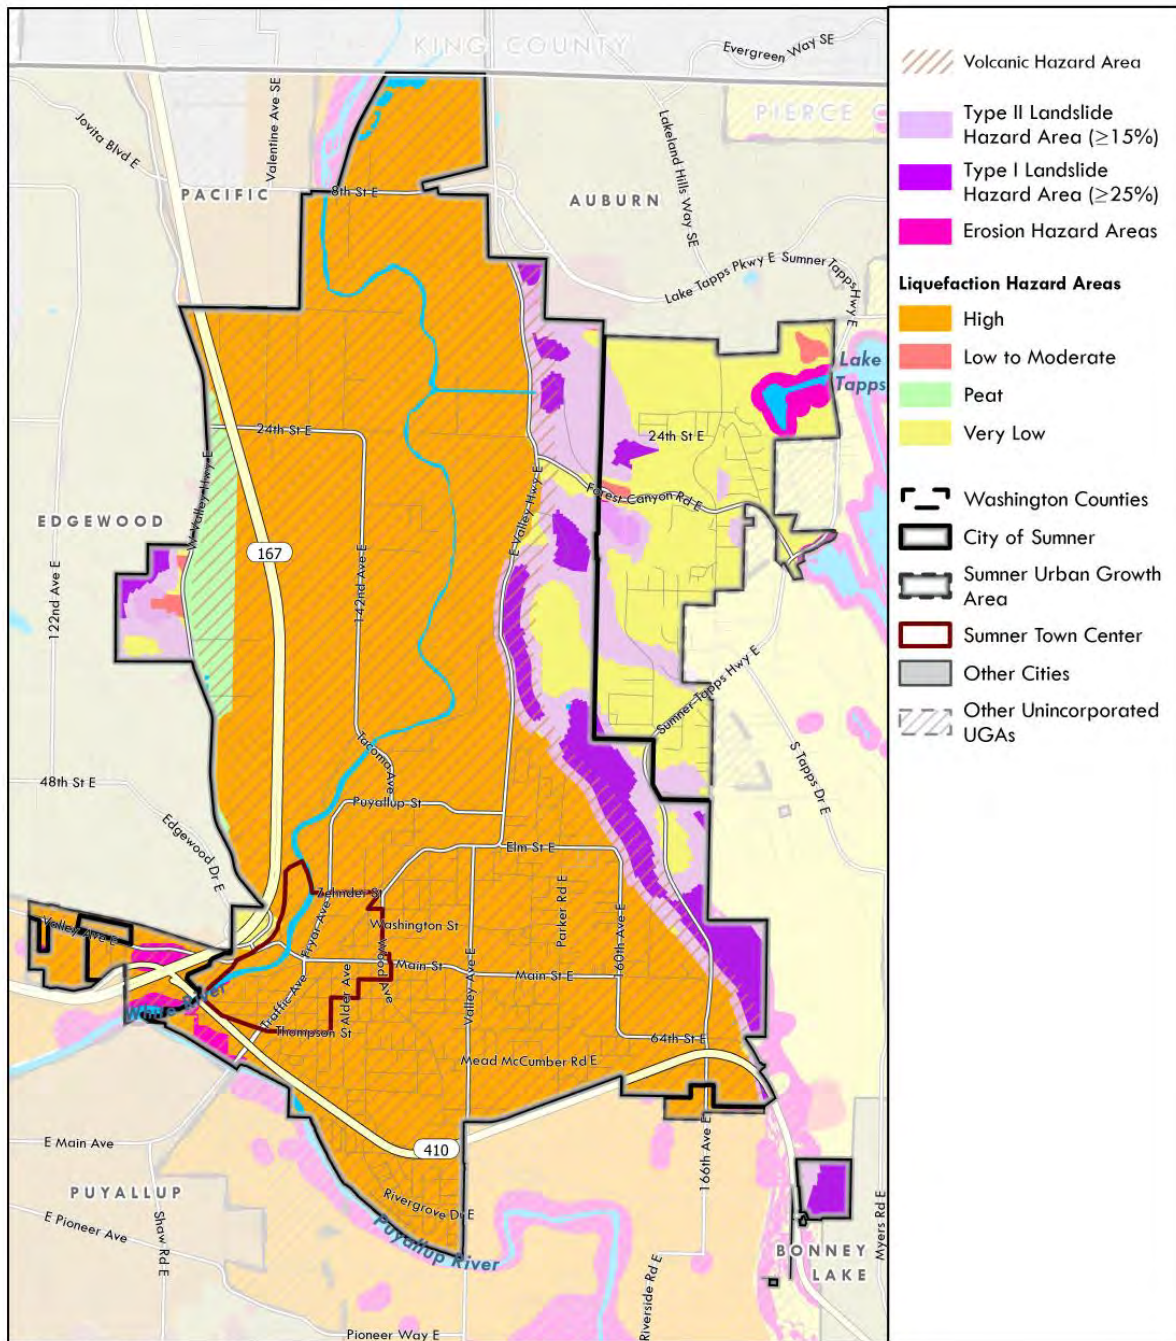 KING COUNTY
Evergreen Way SE
PIERCE C
Valentine Ave SE
Jovita Blvd E
Lakeland Hills Way SE
PACIFIC
8th St E
AUBURN
Lake Tapps Pkwy E
Sumner Tapps Hwy E
Lake
Tapps
24th St E
24th St E
W Valley Hwy E
E Valley Hwy E
Forest Canyon Rd E
EDGEWOOD
167
122nd Ave E
142nd Ave E
Sumner-Tapps Hwy E
S Tapps Dr E
Tacoma Ave
48th St E
Puyallup St
Edgewood Dr E
Elm St E
Zehnder St
Parker Rd E
160th Ave E
Valley Ave E
Fryar Ave
Washington St
Wood Ave
Main St
Main St E
Valley Ave E
White River
Traffic Ave
Alder Ave
Thompson St
64th St E
Mead McCumber Rd E
E Main Ave
410
166th Ave E
PUYALLUP
Rivergrove Dr E
E Pioneer Ave
Shaw Rd E
Puyallup River
Riverside Rd E
Myers Rd E
BONNEY
LAKE
Pioneer Way E
Volcanic Hazard Area
Type II Landslide
Hazard Area (≥15%)
Type I Landslide
Hazard Area (≥25%)
Erosion Hazard Areas
Liquefaction Hazard Areas
High
Low to Moderate
Peat
Very Low
Washington Counties
City of Sumner
Sumner Urban Growth
Area
Sumner Town Center
Other Cities
Other Unincorporated
UGAs